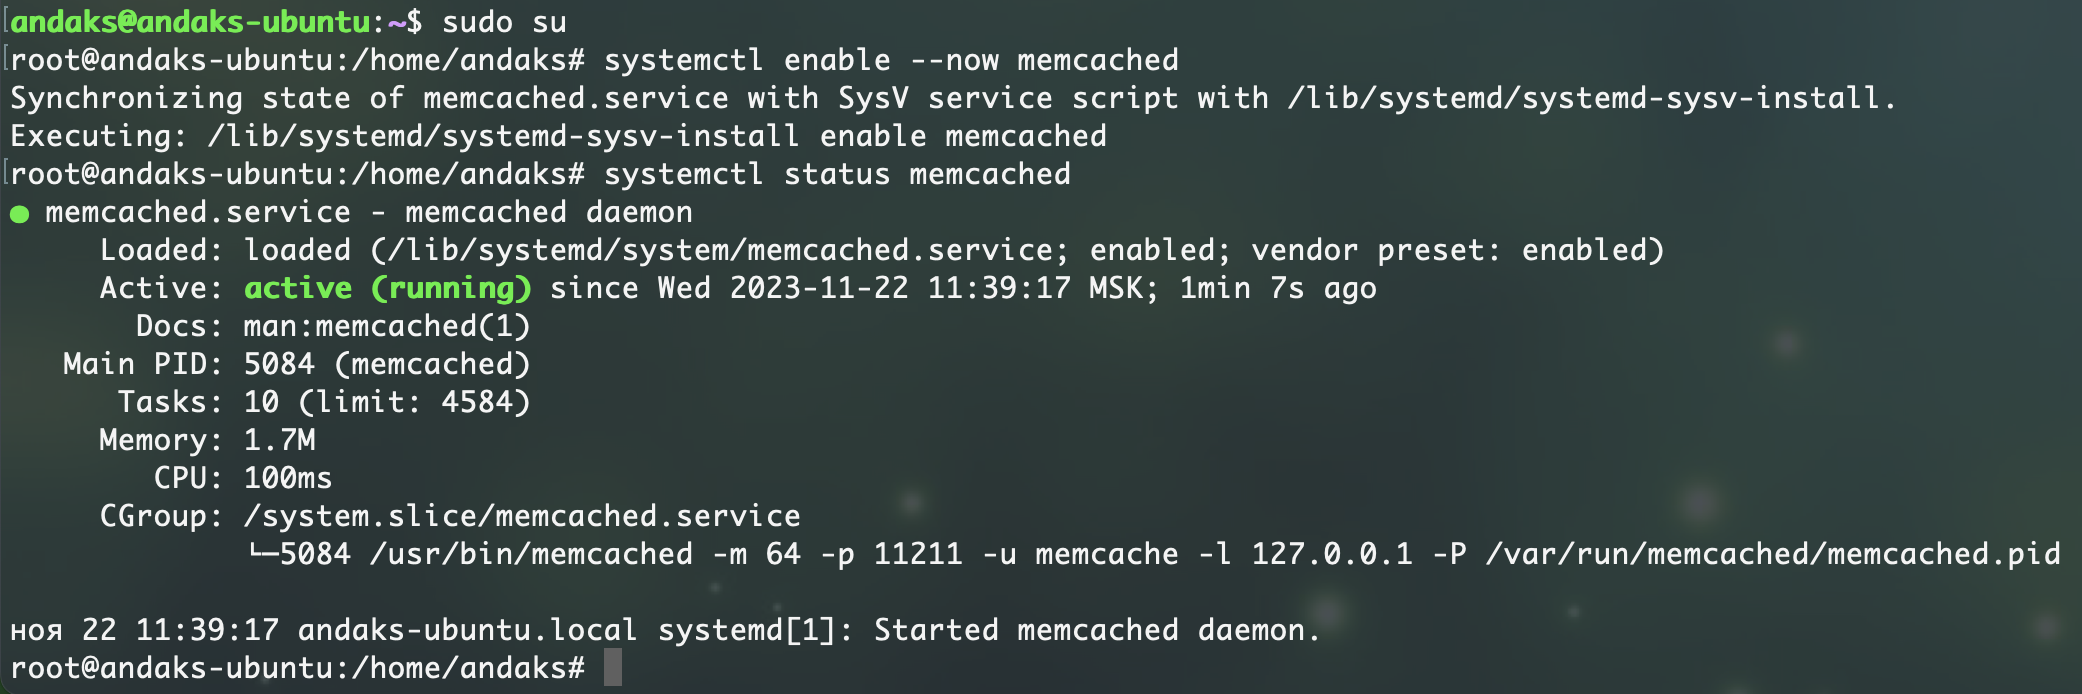 andaks@andaks-ubuntu:~$ sudo su
root@andaks-ubuntu:/home/andaks# systemctl enable --now memcached
Synchronizing state of memcached.service with SysV service script with /lib/systemd/systemd-sysv-install.
Executing: /lib/systemd/systemd-sysv-install enable memcached
root@andaks-ubuntu:/home/andaks# systemctl status memcached
● memcached.service - memcached daemon
     Loaded: loaded (/lib/systemd/system/memcached.service; enabled; vendor preset: enabled)
     Active: active (running) since Wed 2023-11-22 11:39:17 MSK; 1min 7s ago
       Docs: man:memcached(1)
   Main PID: 5084 (memcached)
      Tasks: 10 (limit: 4584)
     Memory: 1.7M
        CPU: 100ms
     CGroup: /system.slice/memcached.service
             └─5084 /usr/bin/memcached -m 64 -p 11211 -u memcache -l 127.0.0.1 -P /var/run/memcached/memcached.pid

ноя 22 11:39:17 andaks-ubuntu.local systemd[1]: Started memcached daemon.
root@andaks-ubuntu:/home/andaks#